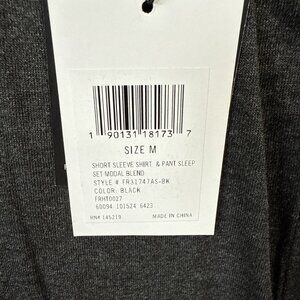 1 90131 18173 7
SIZE M
SHORT SLEEVE SHIRT & PANT SLEEP
SET MODAL BLEND
STYLE # FR31747AS-BK
COLOR: BLACK
FRHT0027
60094 101524 6423
RN# 145219 MADE IN CHINA